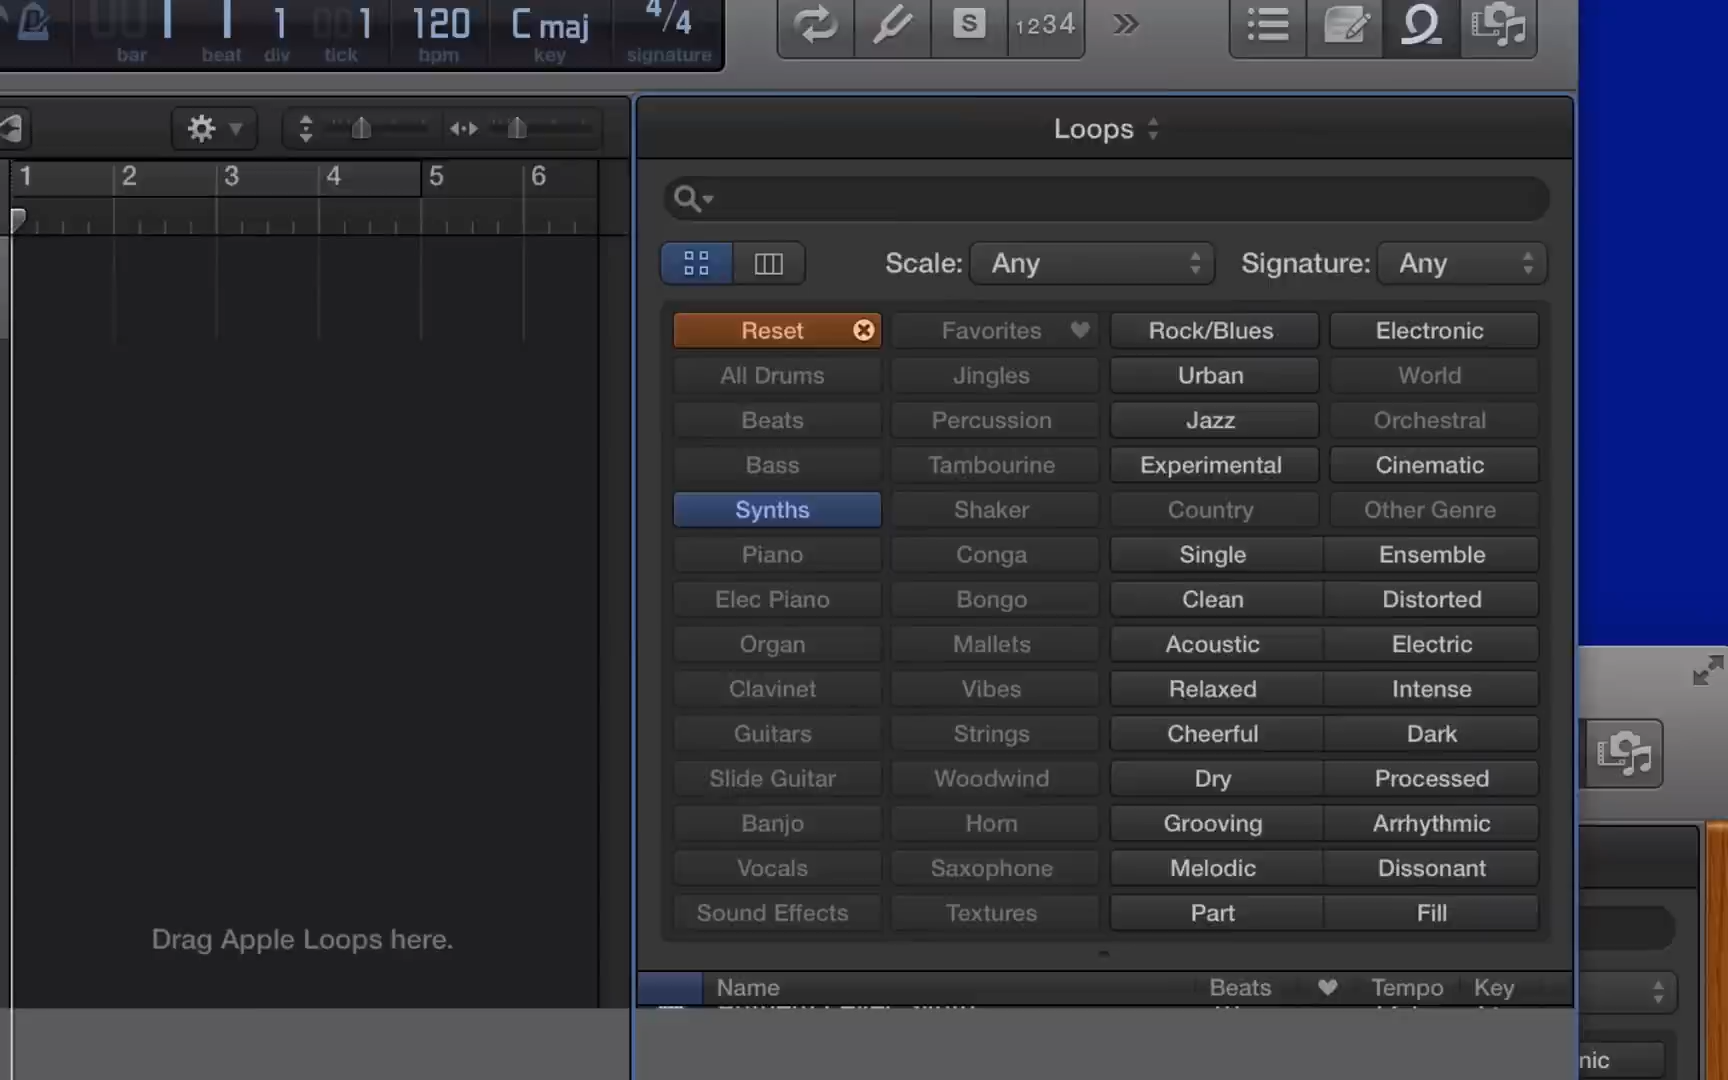 1 1 1 1 120 C maj 4/4
bar beat div tick bpm key signature
S 1234
Loops
1 2 3 4 5 6
Scale: Any Signature: Any
Reset Favorites Rock/Blues Electronic
All Drums Jingles Urban World
Beats Percussion Jazz Orchestral
Bass Tambourine Experimental Cinematic
Synths Shaker Country Other Genre
Piano Conga Single Ensemble
Elec Piano Bongo Clean Distorted
Organ Mallets Acoustic Electric
Clavinet Vibes Relaxed Intense
Guitars Strings Cheerful Dark
Slide Guitar Woodwind Dry Processed
Banjo Horn Grooving Arrhythmic
Vocals Saxophone Melodic Dissonant
Sound Effects Textures Part Fill
Drag Apple Loops here.
Name Beats Tempo Key
nic